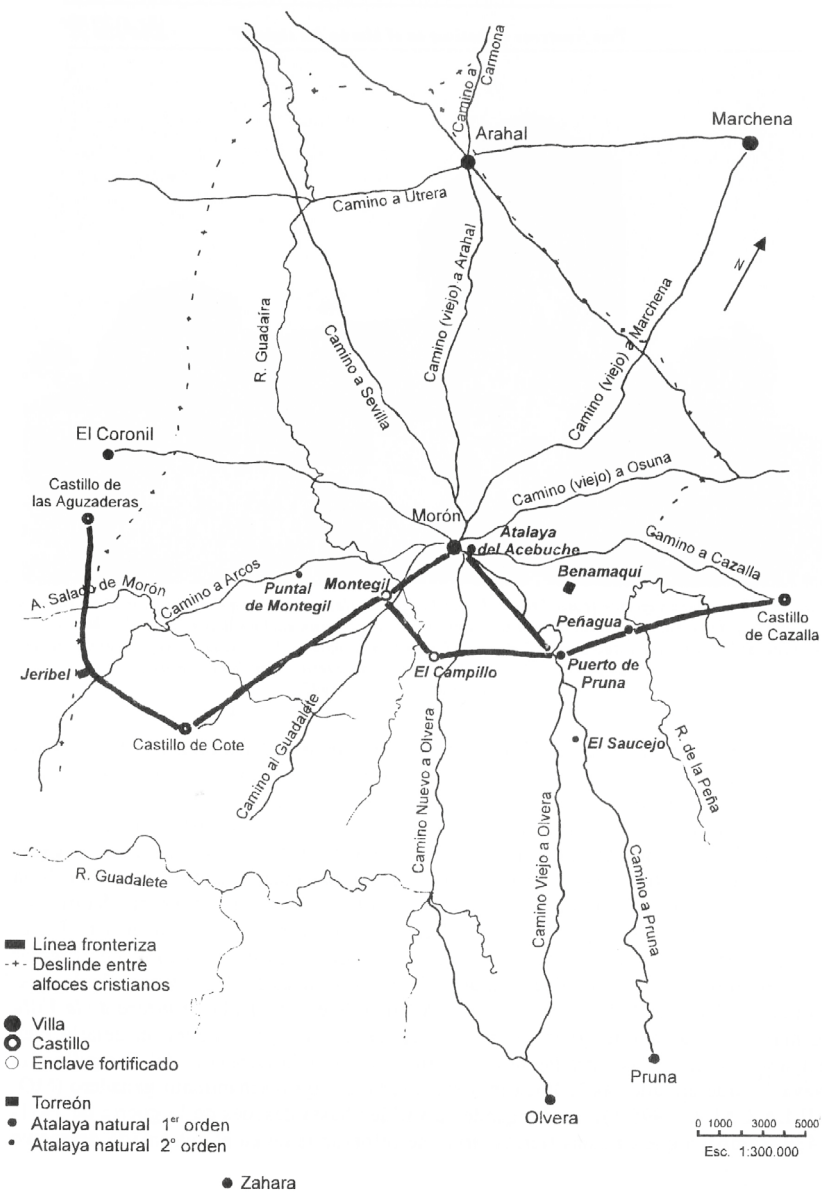 Camino a
Carmona
Arahal
Marchena
Camino a Utrera
N
R. Guadaira
Camino a Sevilla
Camino (viejo) a Arahal
Camino (viejo) a Marchena
El Coronil
Castillo de
las Aguzaderas
Camino (viejo) a Osuna
Morón
Atalaya
del Acebuche
Camino a Cazalla
A. Salado de Morón
Camino a Arcos
Puntal
de Montegil
Montegil
Benamaquí
Peñagua
Castillo
de Cazalla
Jeribel
El Campillo
Puerto de
Pruna
Castillo de Cote
Camino al Guadalete
Camino Nuevo a Olvera
El Saucejo
R. de la Peña
R. Guadalete
Camino Viejo a Olvera
Camino a Pruna
Línea fronteriza
Deslinde entre
alfoces cristianos
Villa
Castillo
Enclave fortificado
Torreón
Atalaya natural 1er orden
Atalaya natural 2º orden
Pruna
Olvera
0 1000 3000 5000
Esc. 1:300.000
Zahara